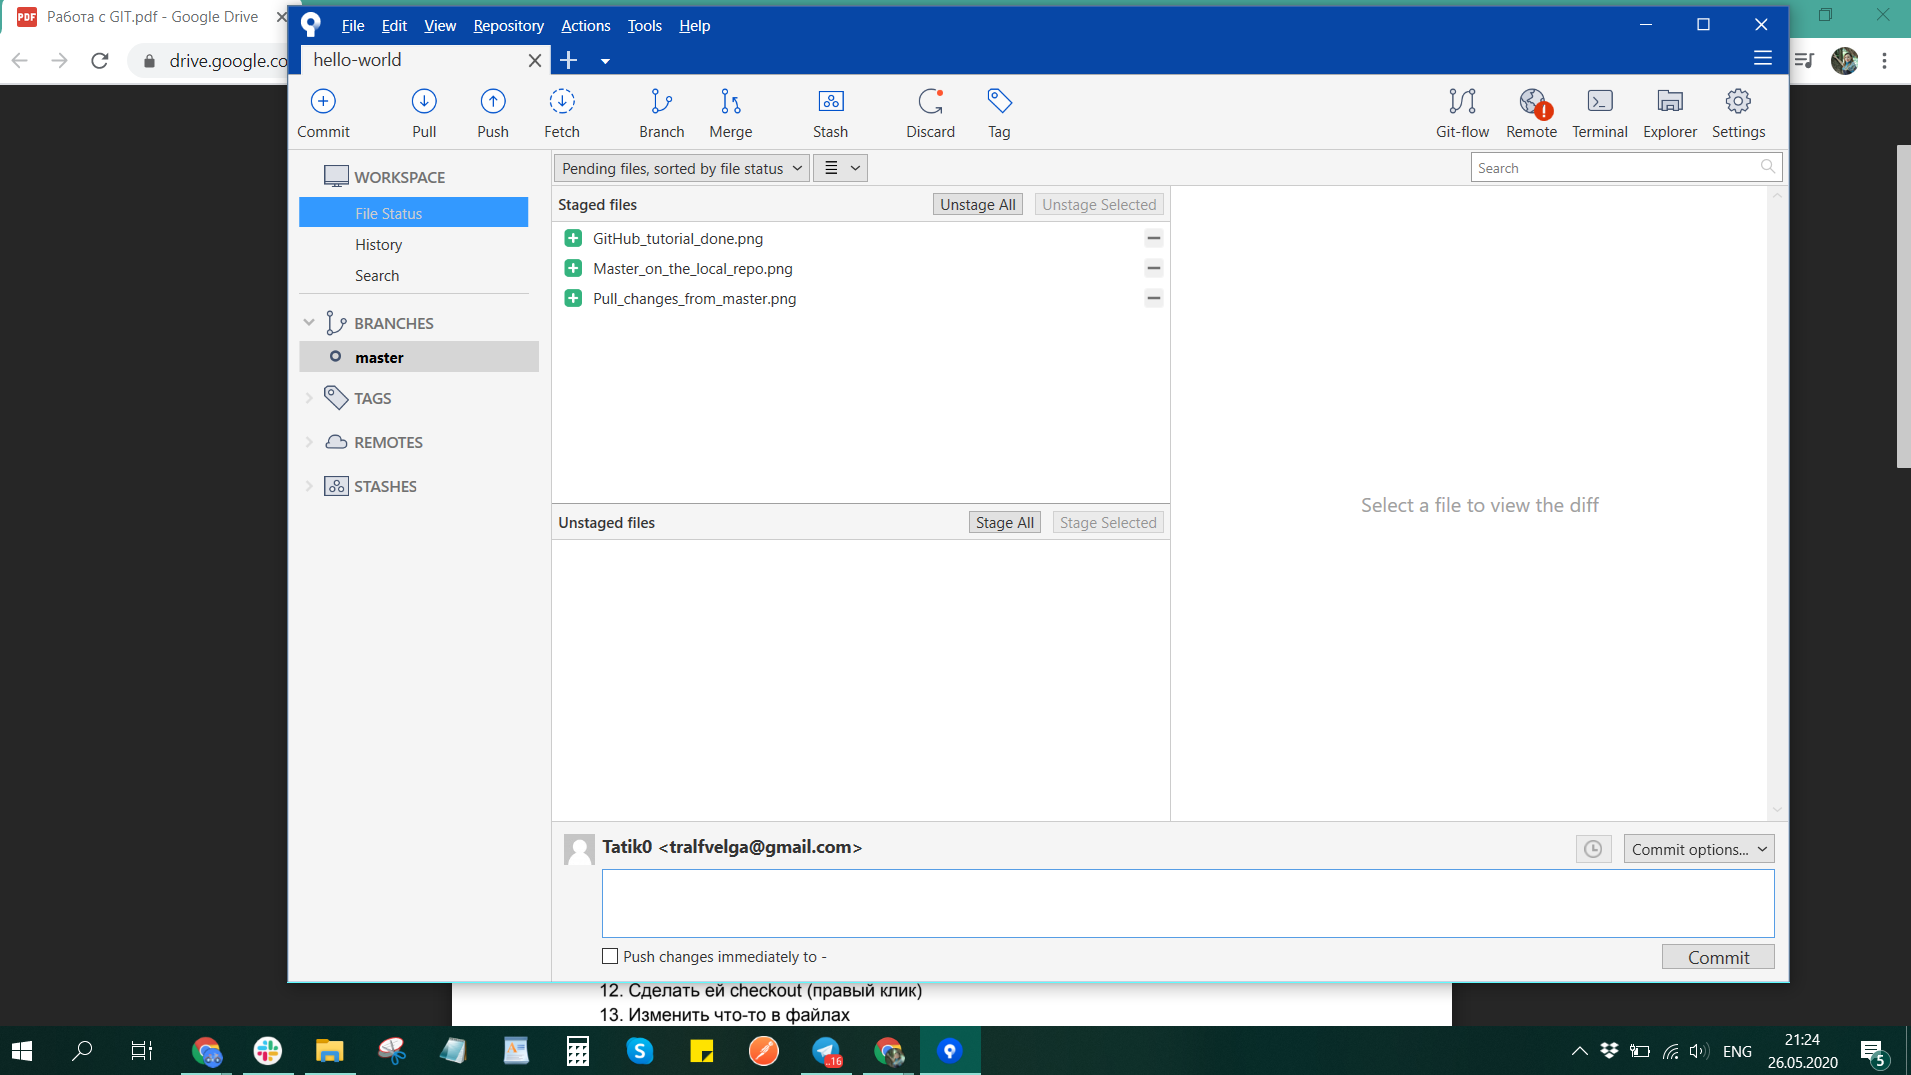 PDF Работа с GIT.pdf - Google Drive
drive.google.co
File Edit View Repository Actions Tools Help
hello-world
Commit Pull Push Fetch Branch Merge Stash Discard Tag Git-flow Remote Terminal Explorer Settings
WORKSPACE
File Status
History
Search
BRANCHES
master
TAGS
REMOTES
STASHES
Pending files, sorted by file status
Search
Staged files Unstage All Unstage Selected
GitHub_tutorial_done.png
Master_on_the_local_repo.png
Pull_changes_from_master.png
Unstaged files Stage All Stage Selected
Select a file to view the diff
Tatik0 <tralfvelga@gmail.com>
Commit options...
Push changes immediately to -
Commit
12. Сделать ей checkout (правый клик)
13. Изменить что-то в файлах
..16
ENG
21:24
26.05.2020
5